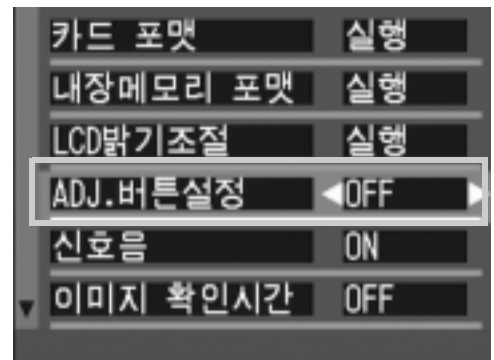 카드 포맷 실행
내장메모리 포맷 실행
LCD밝기조절 실행
ADJ.버튼설정 OFF
신호음 ON
이미지 확인시간 OFF